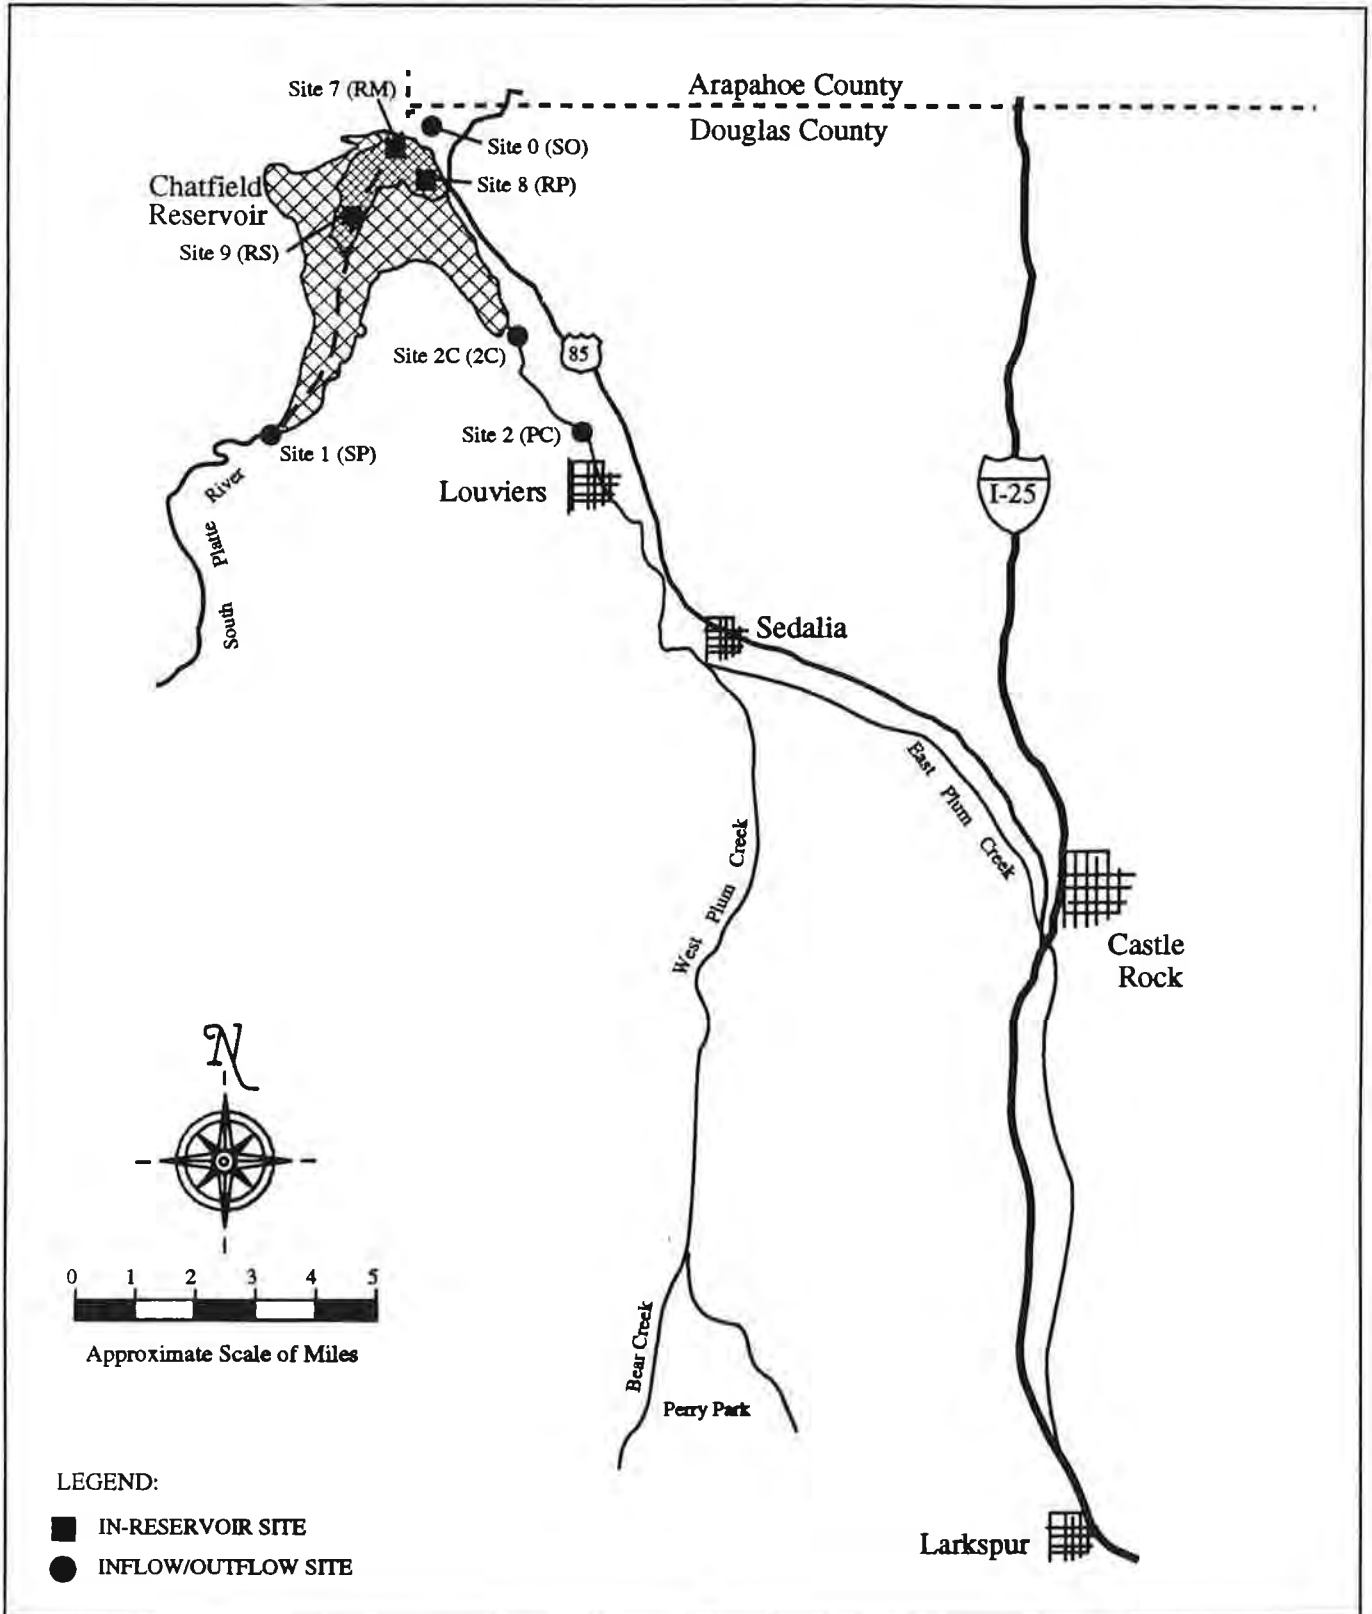 Arapahoe County
Douglas County
Site 7 (RM)
Site 0 (SO)
Site 8 (RP)
Chatfield
Reservoir
Site 9 (RS)
Site 2C (2C)
85
Site 2 (PC)
Site 1 (SP)
Louviers
I-25
South Platte River
Sedalia
East Plum Creek
West Plum Creek
Castle
Rock
N
0 1 2 3 4 5
Approximate Scale of Miles
Bear Creek
Perry Park
LEGEND:
IN-RESERVOIR SITE
INFLOW/OUTFLOW SITE
Larkspur